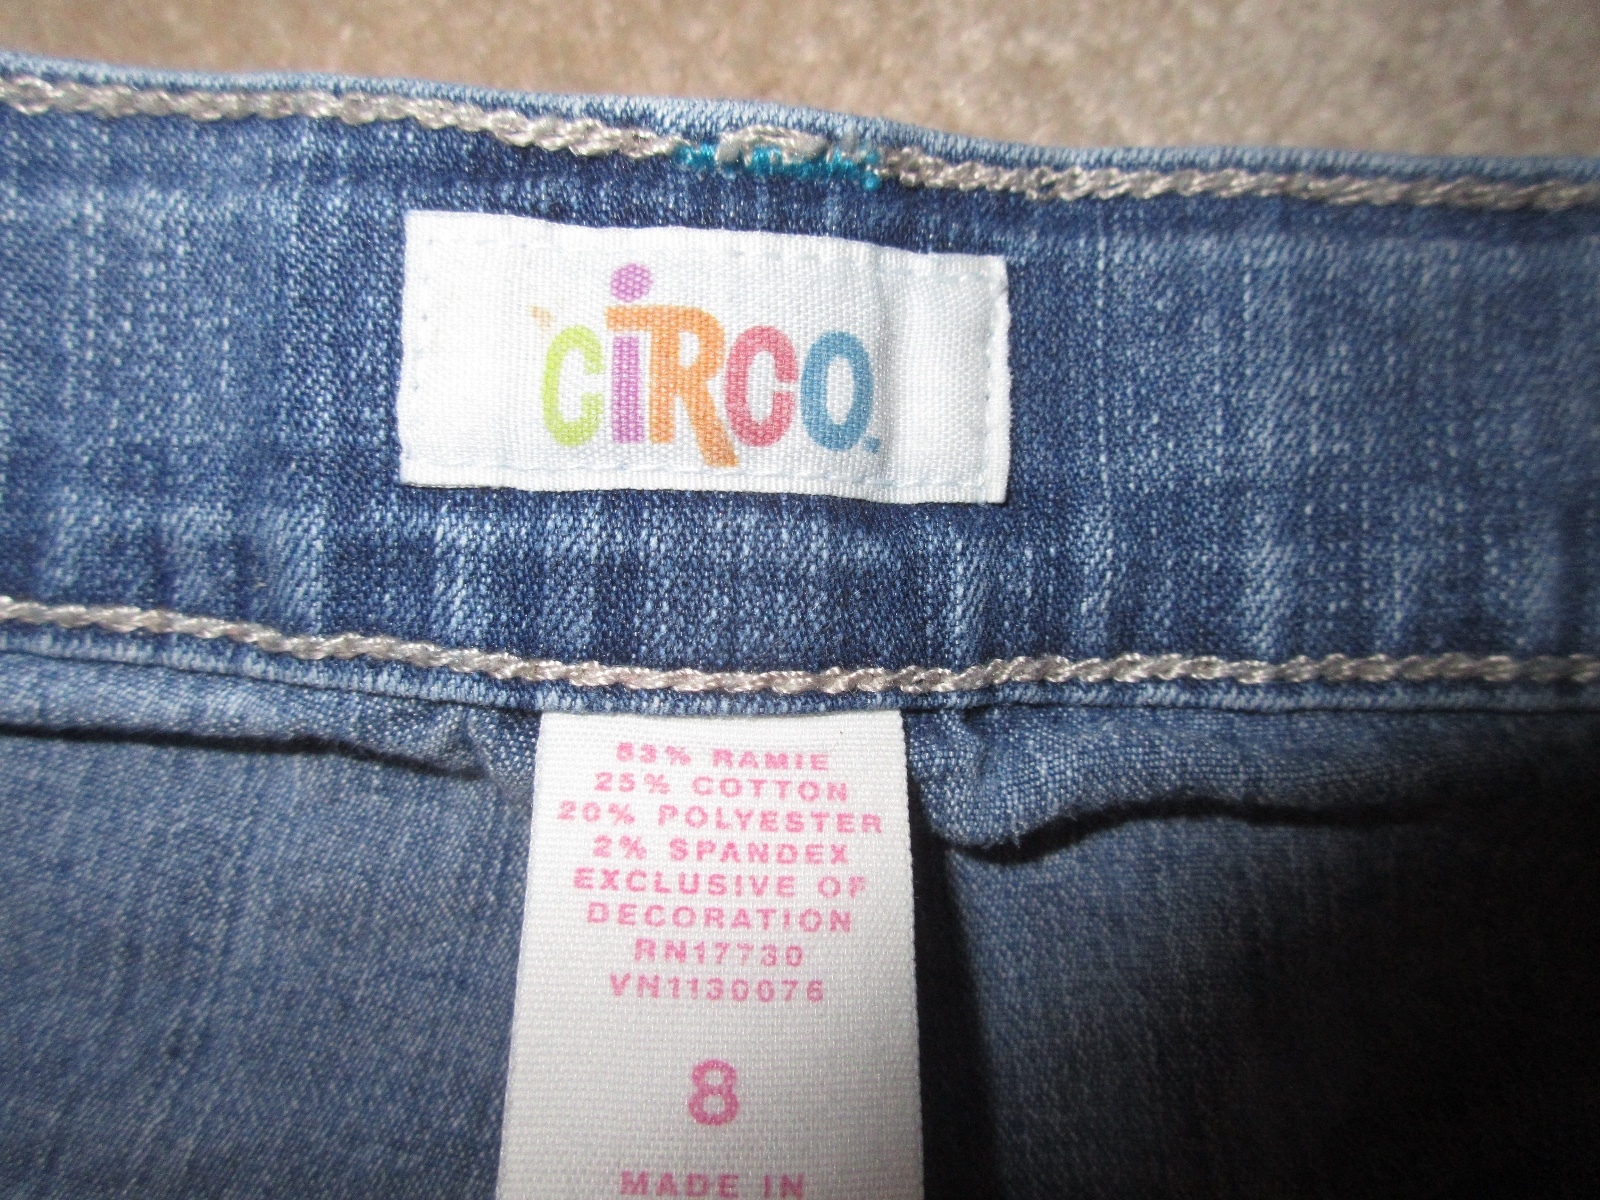 CIRCO
53% RAMIE
25% COTTON
20% POLYESTER
2% SPANDEX
EXCLUSIVE OF
DECORATION
RN17730
VN1130076
8
MADE IN